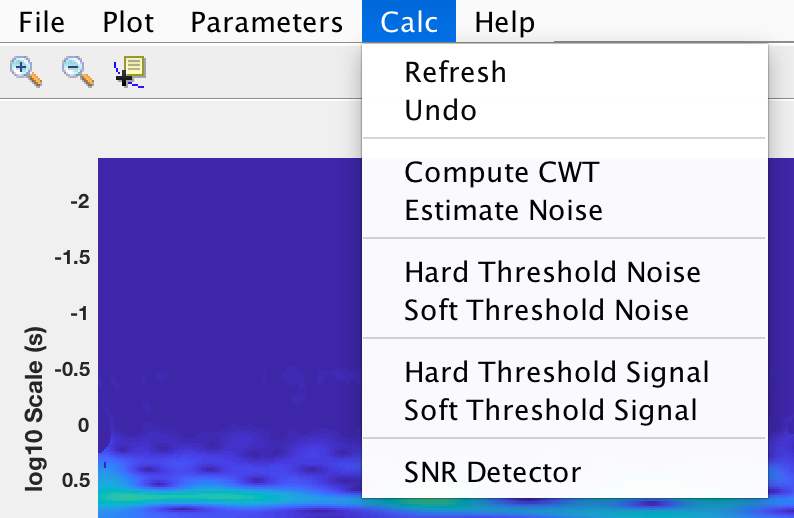 File Plot Parameters Calc Help
Refresh
Undo
Compute CWT
Estimate Noise
Hard Threshold Noise
Soft Threshold Noise
Hard Threshold Signal
Soft Threshold Signal
SNR Detector
log10 Scale (s)
-2
-1.5
-1
-0.5
0
0.5